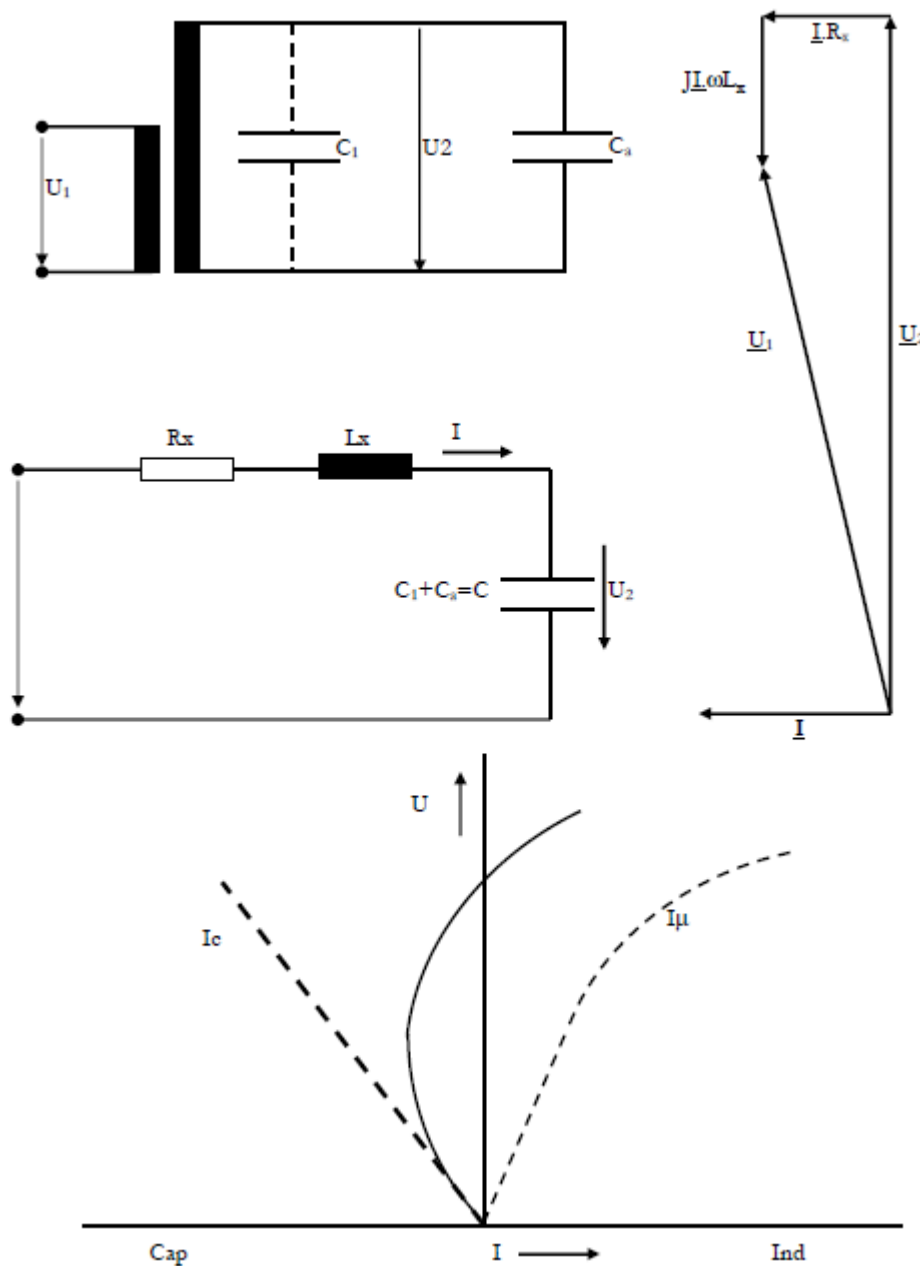 I.Rₓ
JI.ωLₓ
C₁
U2
Cₐ
U₁
U₁
U₂
Rx
Lx
I
C₁+Cₐ=C
U₂
I
U
Ic
Iμ
Cap
I
Ind